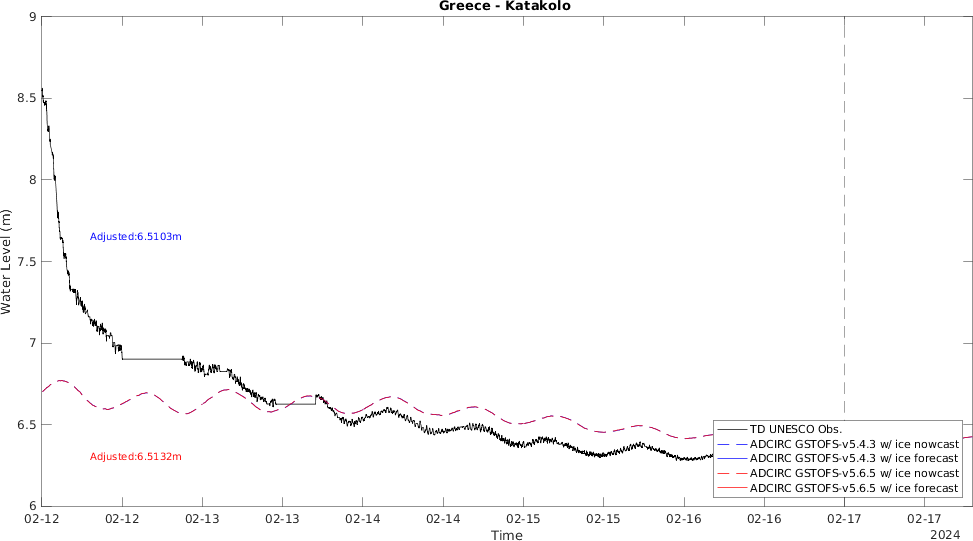 Greece - Katakolo
9
8.5
8
7.5
7
6.5
6
Water Level (m)
Adjusted:6.5103m
Adjusted:6.5132m
TD UNESCO Obs.
ADCIRC GSTOFS-v5.4.3 w/ ice nowcast
ADCIRC GSTOFS-v5.4.3 w/ ice forecast
ADCIRC GSTOFS-v5.6.5 w/ ice nowcast
ADCIRC GSTOFS-v5.6.5 w/ ice forecast
02-12 02-12 02-13 02-13 02-14 02-14 02-15 02-15 02-16 02-16 02-17 02-17
Time
2024